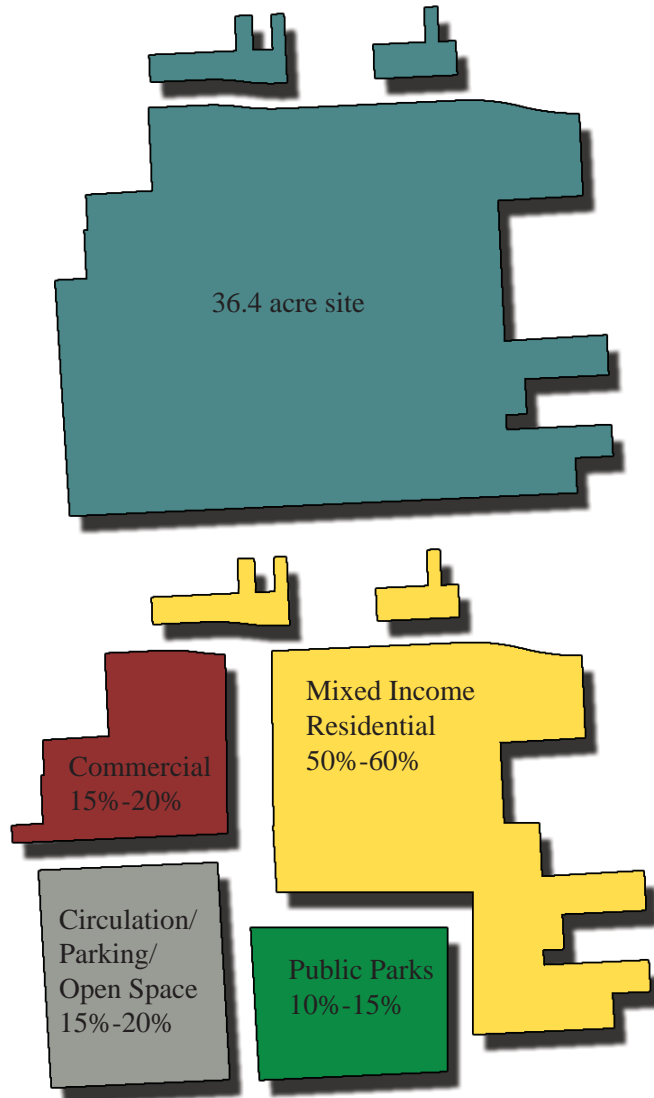 36.4 acre site
Mixed Income
Residential
50%-60%
Commercial
15%-20%
Circulation/
Parking/
Open Space
15%-20%
Public Parks
10%-15%